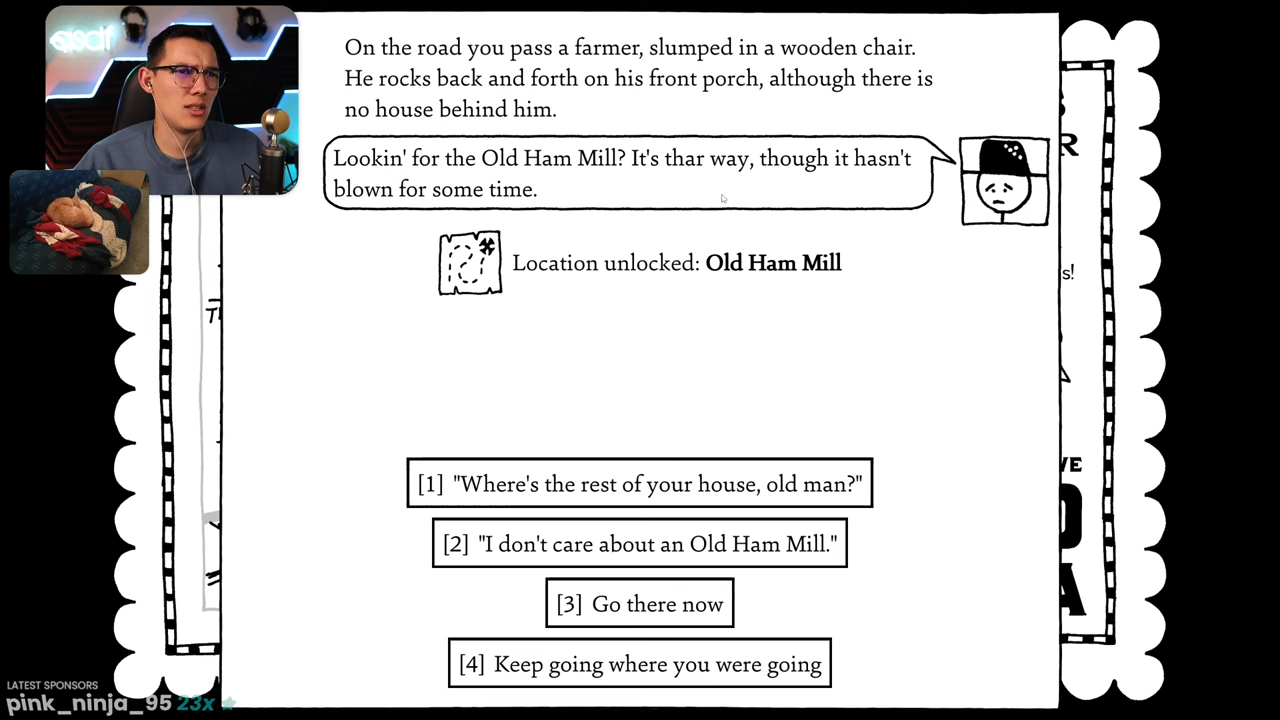 On the road you pass a farmer, slumped in a wooden chair.
He rocks back and forth on his front porch, although there is
no house behind him.
Lookin' for the Old Ham Mill? It's thar way, though it hasn't
blown for some time.
Location unlocked: Old Ham Mill
s!
[1] "Where's the rest of your house, old man?"
[2] "I don't care about an Old Ham Mill."
[3] Go there now
[4] Keep going where you were going
LATEST SPONSORS
pink_ninja_95 23x